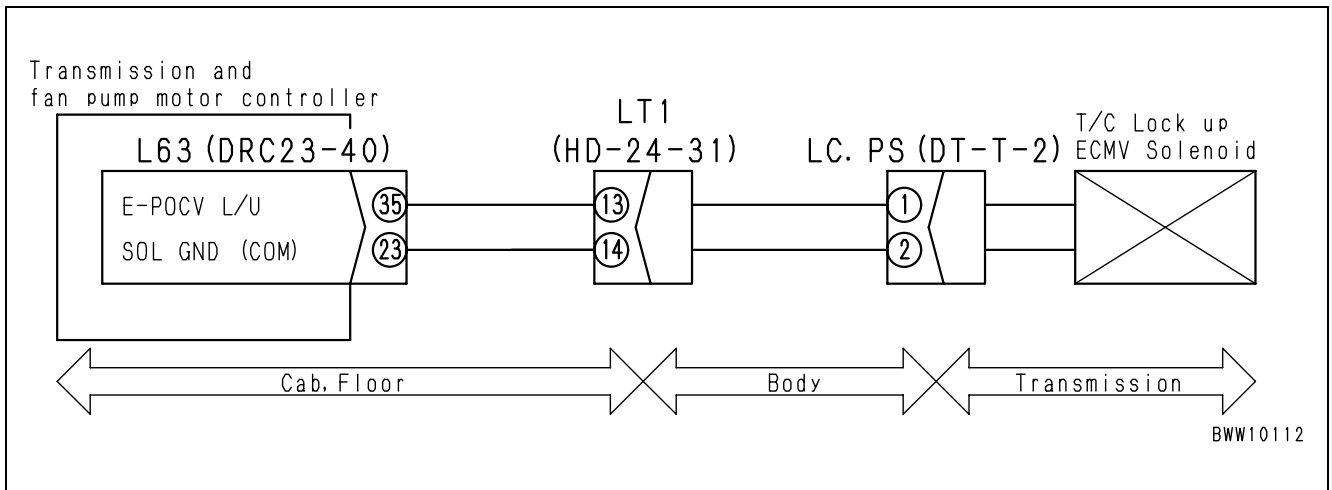 Transmission and
fan pump motor controller
L63 (DRC23-40)
LT1
(HD-24-31)
LC. PS (DT-T-2)
T/C Lock up
ECMV Solenoid
E-POCV L/U
35
13
1
SOL GND (COM)
23
14
2
Cab, Floor
Body
Transmission
BWW10112